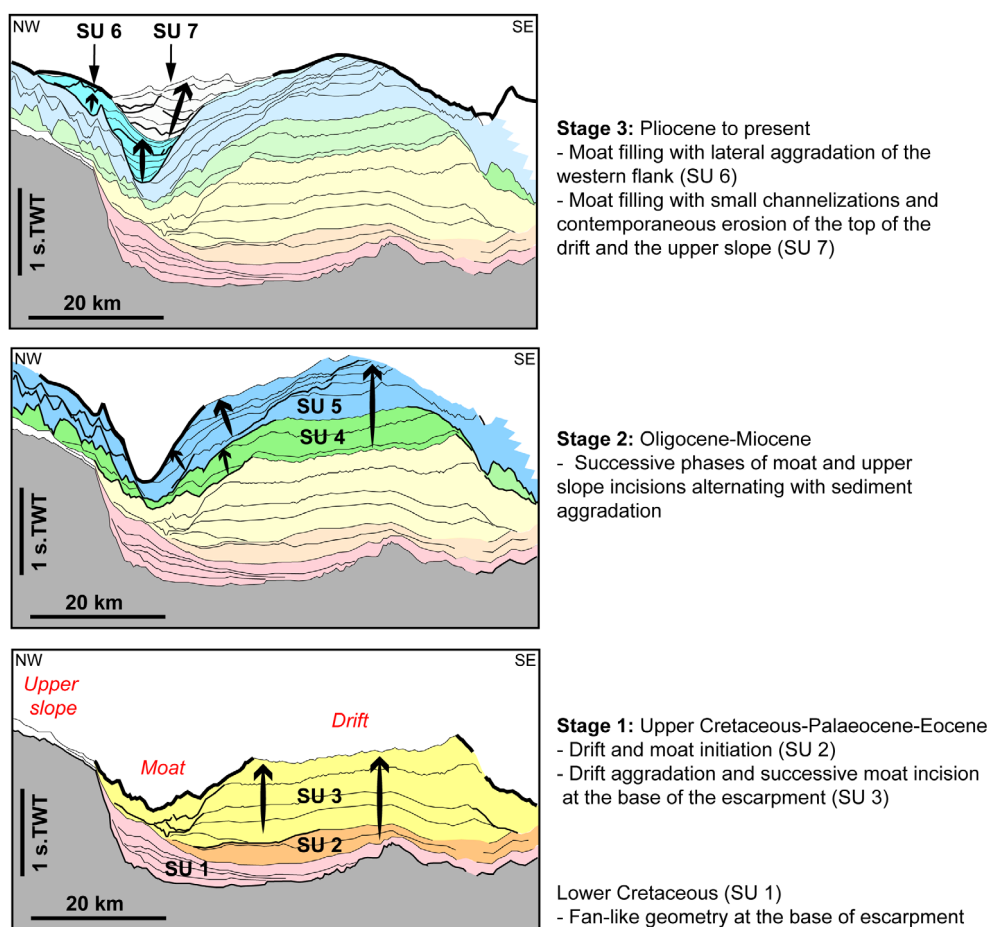 NW SU 6 SU 7 SE
1 s.TWT
20 km
Stage 3: Pliocene to present
- Moat filling with lateral aggradation of the
western flank (SU 6)
- Moat filling with small channelizations and
contemporaneous erosion of the top of the
drift and the upper slope (SU 7)
NW SE
SU 5
SU 4
1 s.TWT
20 km
Stage 2: Oligocene-Miocene
- Successive phases of moat and upper
slope incisions alternating with sediment
aggradation
NW SE
Upper
slope
Drift
Moat
SU 3
SU 2
SU 1
1 s.TWT
20 km
Stage 1: Upper Cretaceous-Palaeocene-Eocene
- Drift and moat initiation (SU 2)
- Drift aggradation and successive moat incision
at the base of the escarpment (SU 3)
Lower Cretaceous (SU 1)
- Fan-like geometry at the base of escarpment